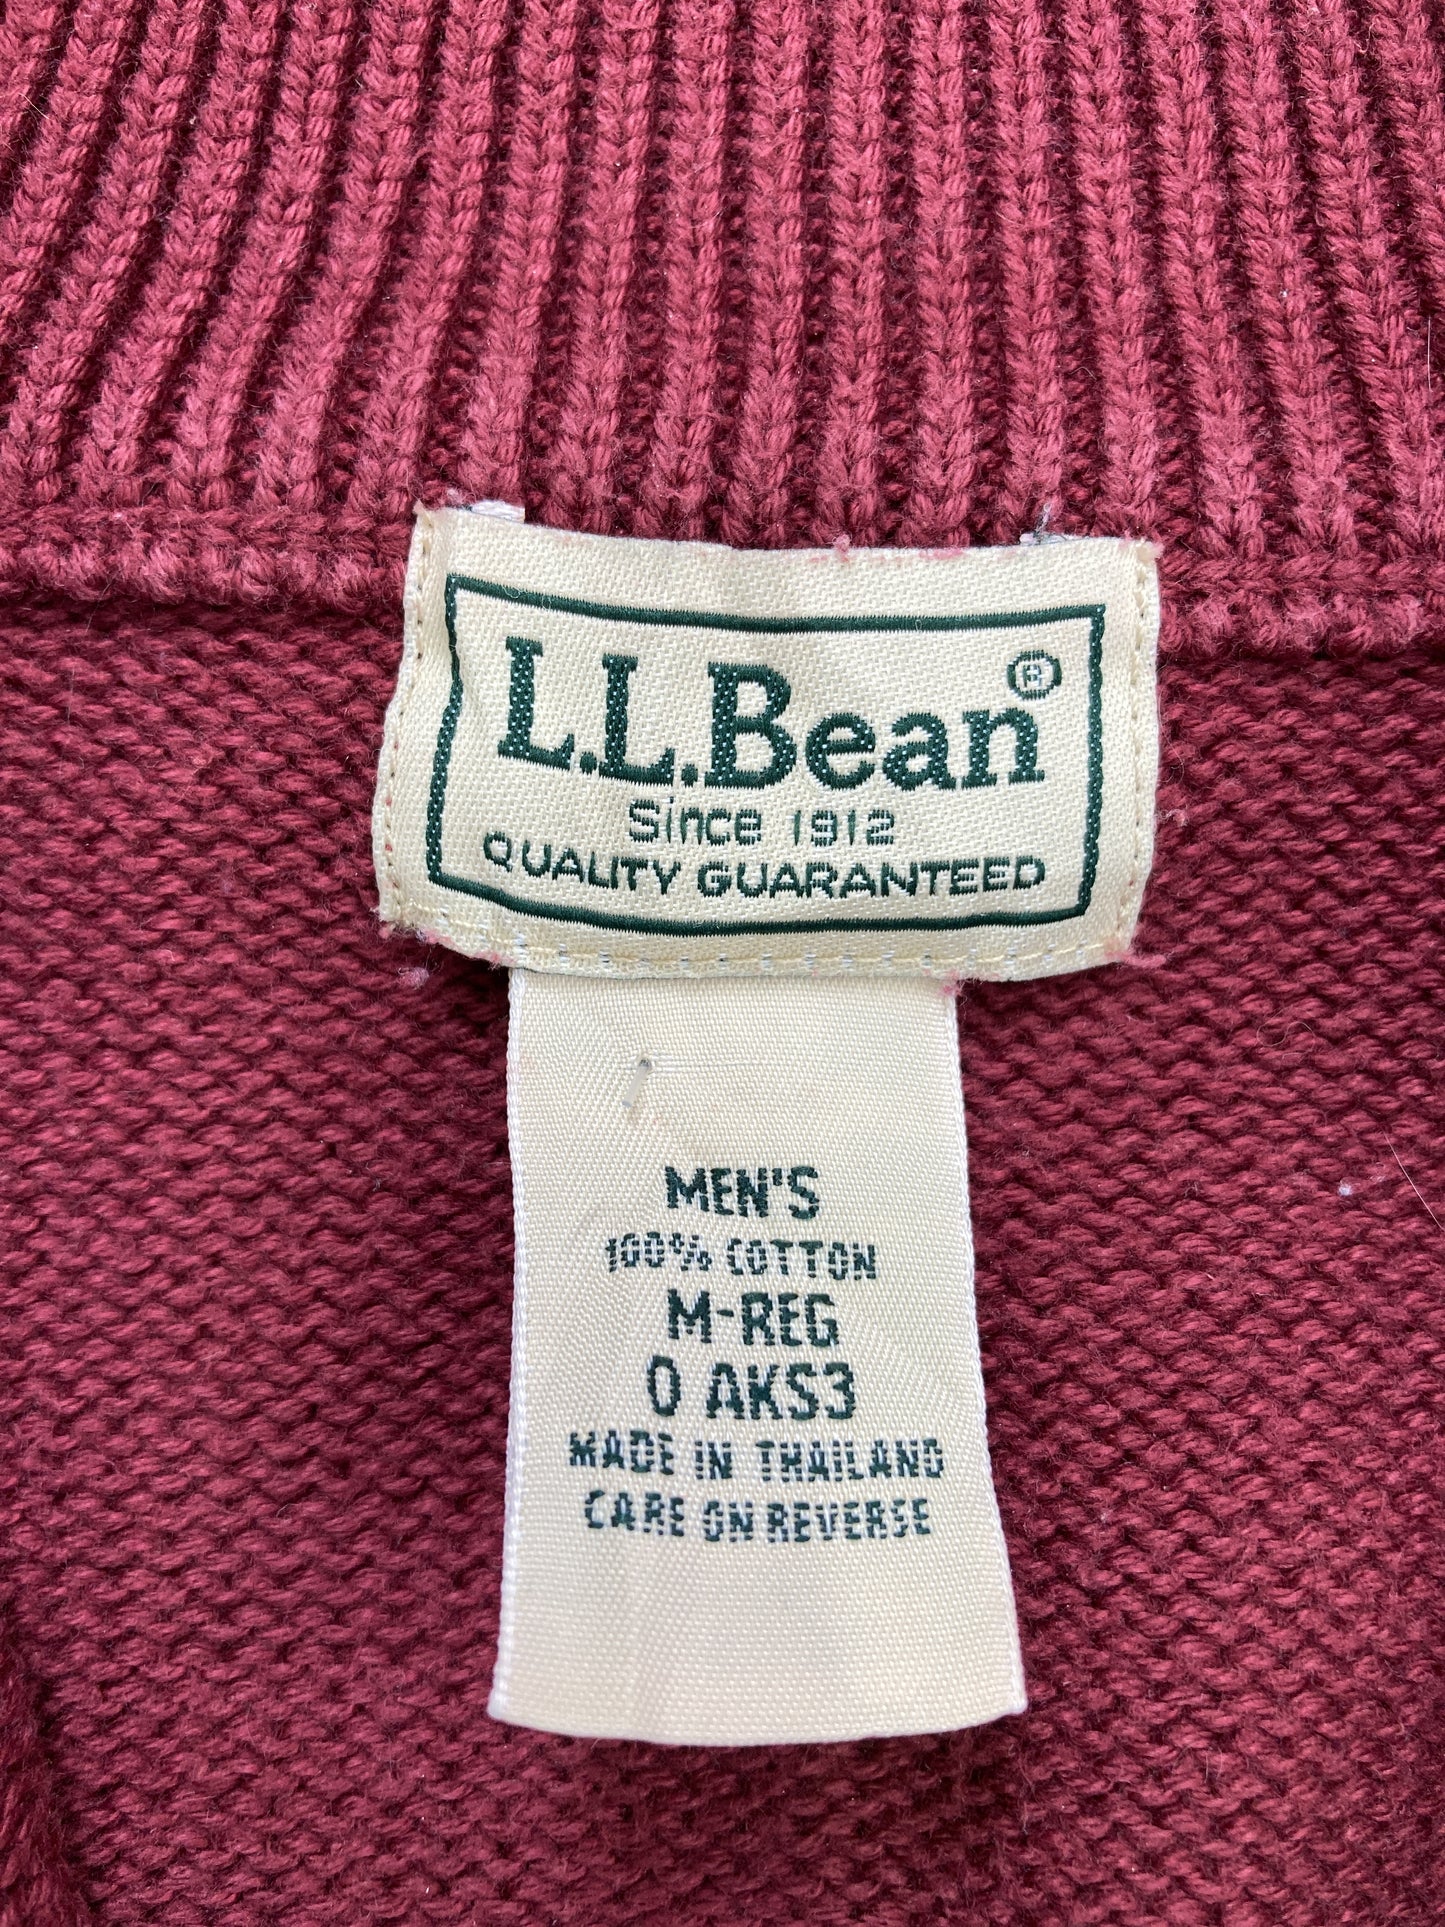 L.L.Bean®
Since 1912
QUALITY GUARANTEED
MEN'S
100% COTTON
M-REG
0 AKS3
MADE IN THAILAND
CARE ON REVERSE